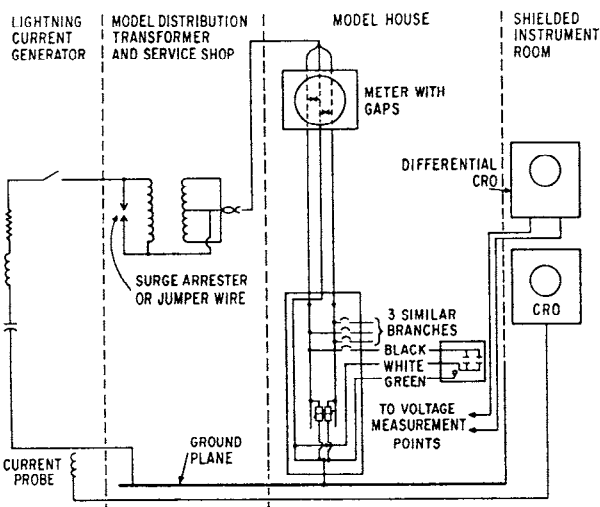 LIGHTNING
CURRENT
GENERATOR
MODEL DISTRIBUTION
TRANSFORMER
AND SERVICE SHOP
MODEL HOUSE
SHIELDED
INSTRUMENT
ROOM
METER WITH
GAPS
DIFFERENTIAL
CRO
SURGE ARRESTER
OR JUMPER WIRE
CRO
3 SIMILAR
BRANCHES
BLACK
WHITE
GREEN
TO VOLTAGE
MEASUREMENT
POINTS
GROUND
PLANE
CURRENT
PROBE